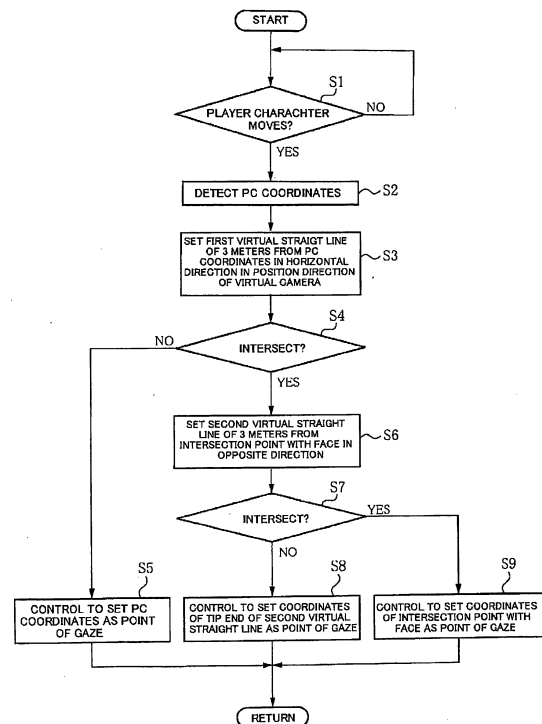 START
S1
PLAYER CHARACHTER
MOVES?
NO
YES
DETECT PC COORDINATES
S2
SET FIRST VIRTUAL STRAIGT LINE
OF 3 METERS FROM PC
COORDINATES IN HORIZONTAL
DIRECTION IN POSITION DIRECTION
OF VIRTUAL CAMERA
S3
S4
NO
INTERSECT?
YES
SET SECOND VIRTUAL STRAIGHT
LINE OF 3 METERS FROM
INTERSECTION POINT WITH FACE IN
OPPOSITE DIRECTION
S6
S7
INTERSECT?
YES
NO
S5
CONTROL TO SET PC
COORDINATES AS POINT
OF GAZE
S8
CONTROL TO SET COORDINATES
OF TIP END OF SECOND VIRTUAL
STRAIGHT LINE AS POINT OF GAZE
S9
CONTROL TO SET COORDINATES
OF INTERSECTION POINT WITH
FACE AS POINT OF GAZE
RETURN